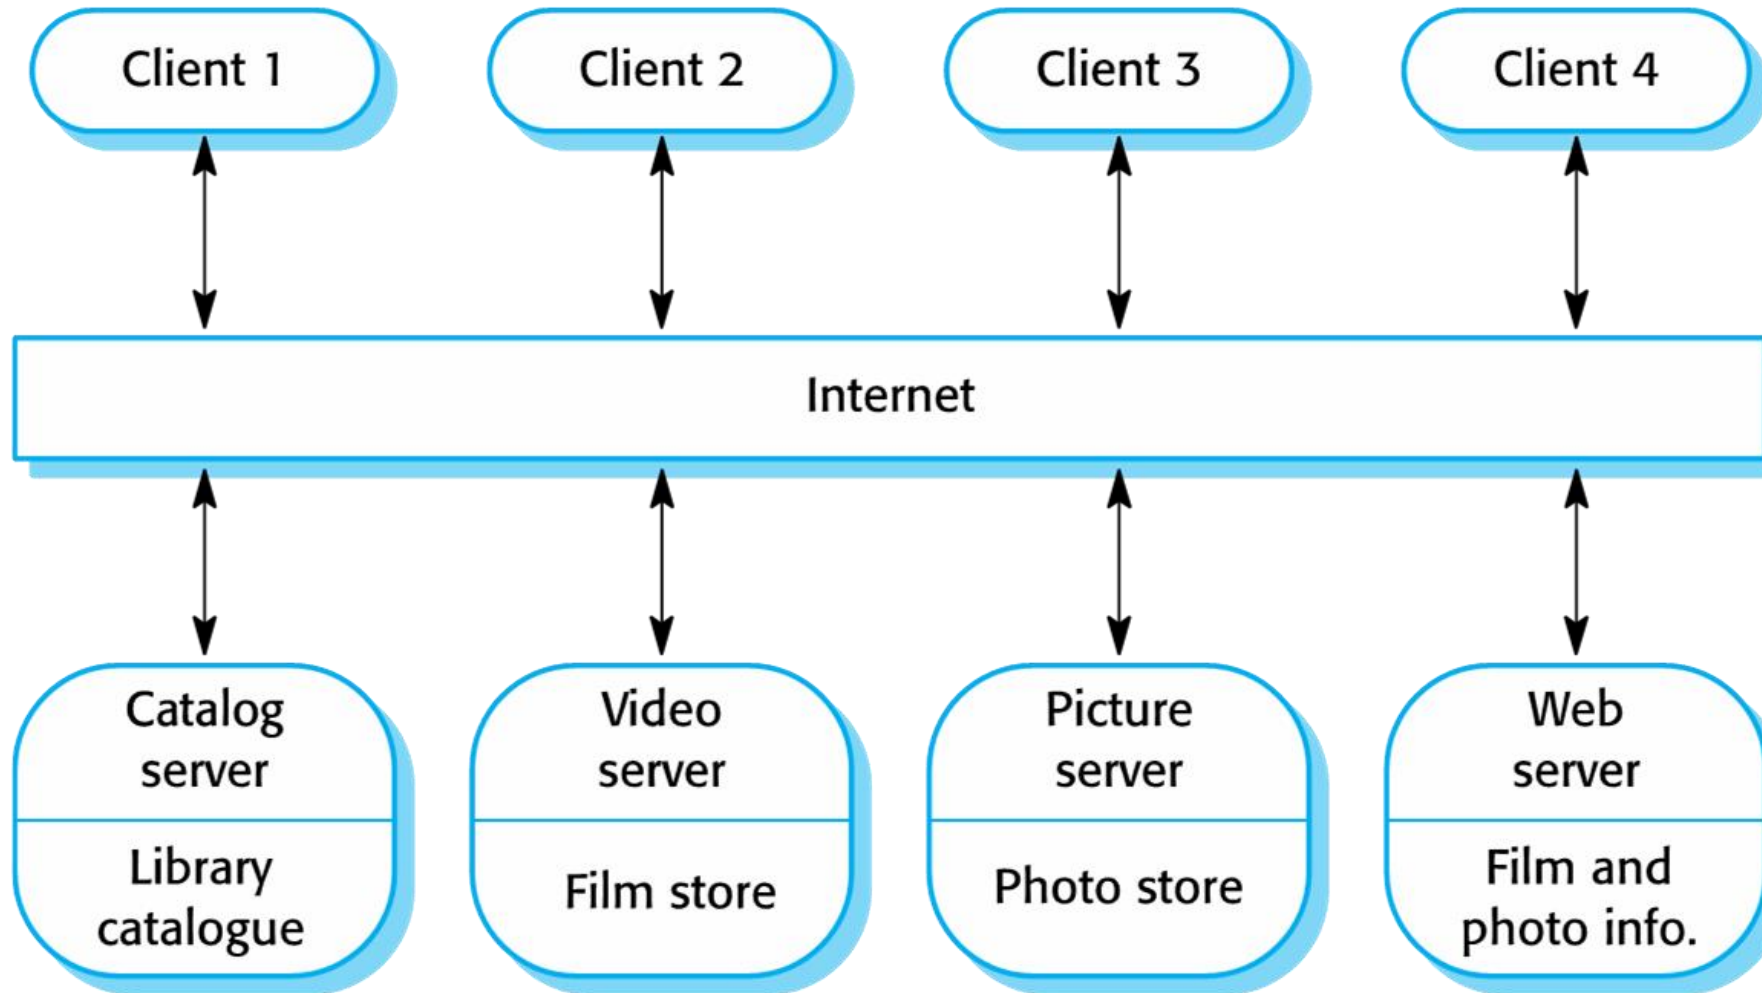 Client 1
Client 2
Client 3
Client 4
Internet
Catalog
server
Library
catalogue
Video
server
Film store
Picture
server
Photo store
Web
server
Film and
photo info.